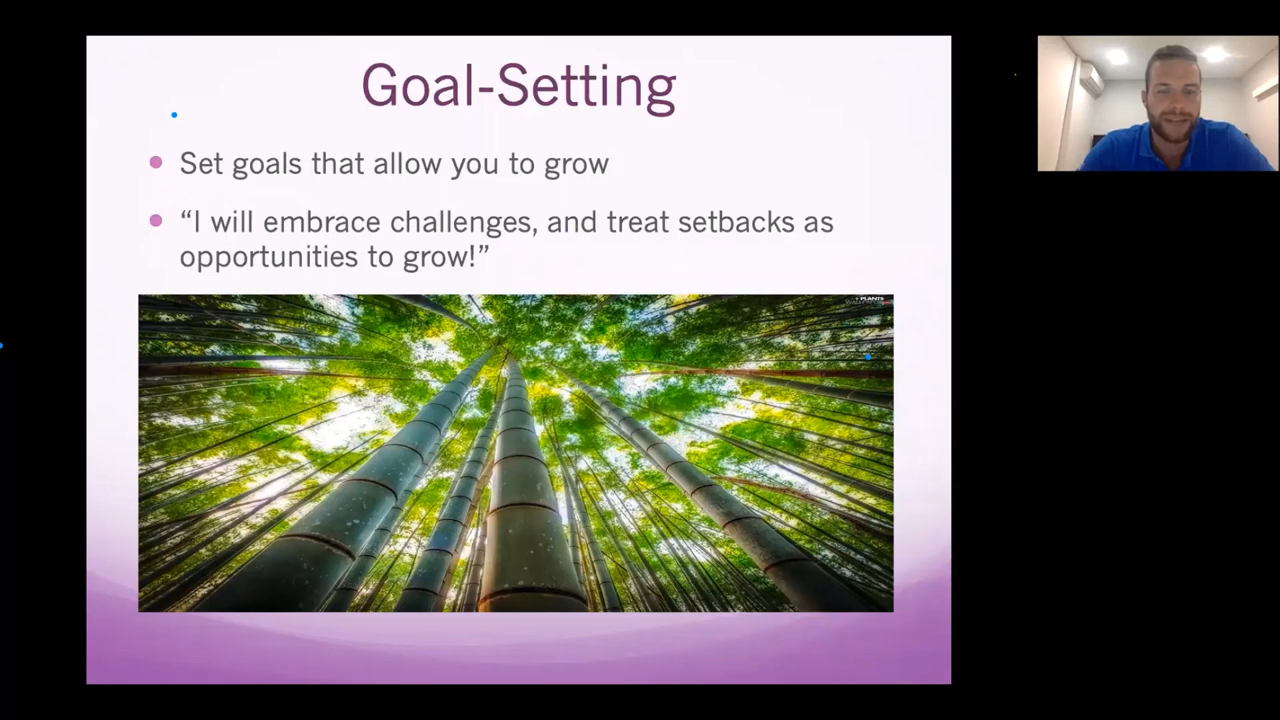 Goal-Setting
Set goals that allow you to grow
“I will embrace challenges, and treat setbacks as
opportunities to grow!”
PLANTS